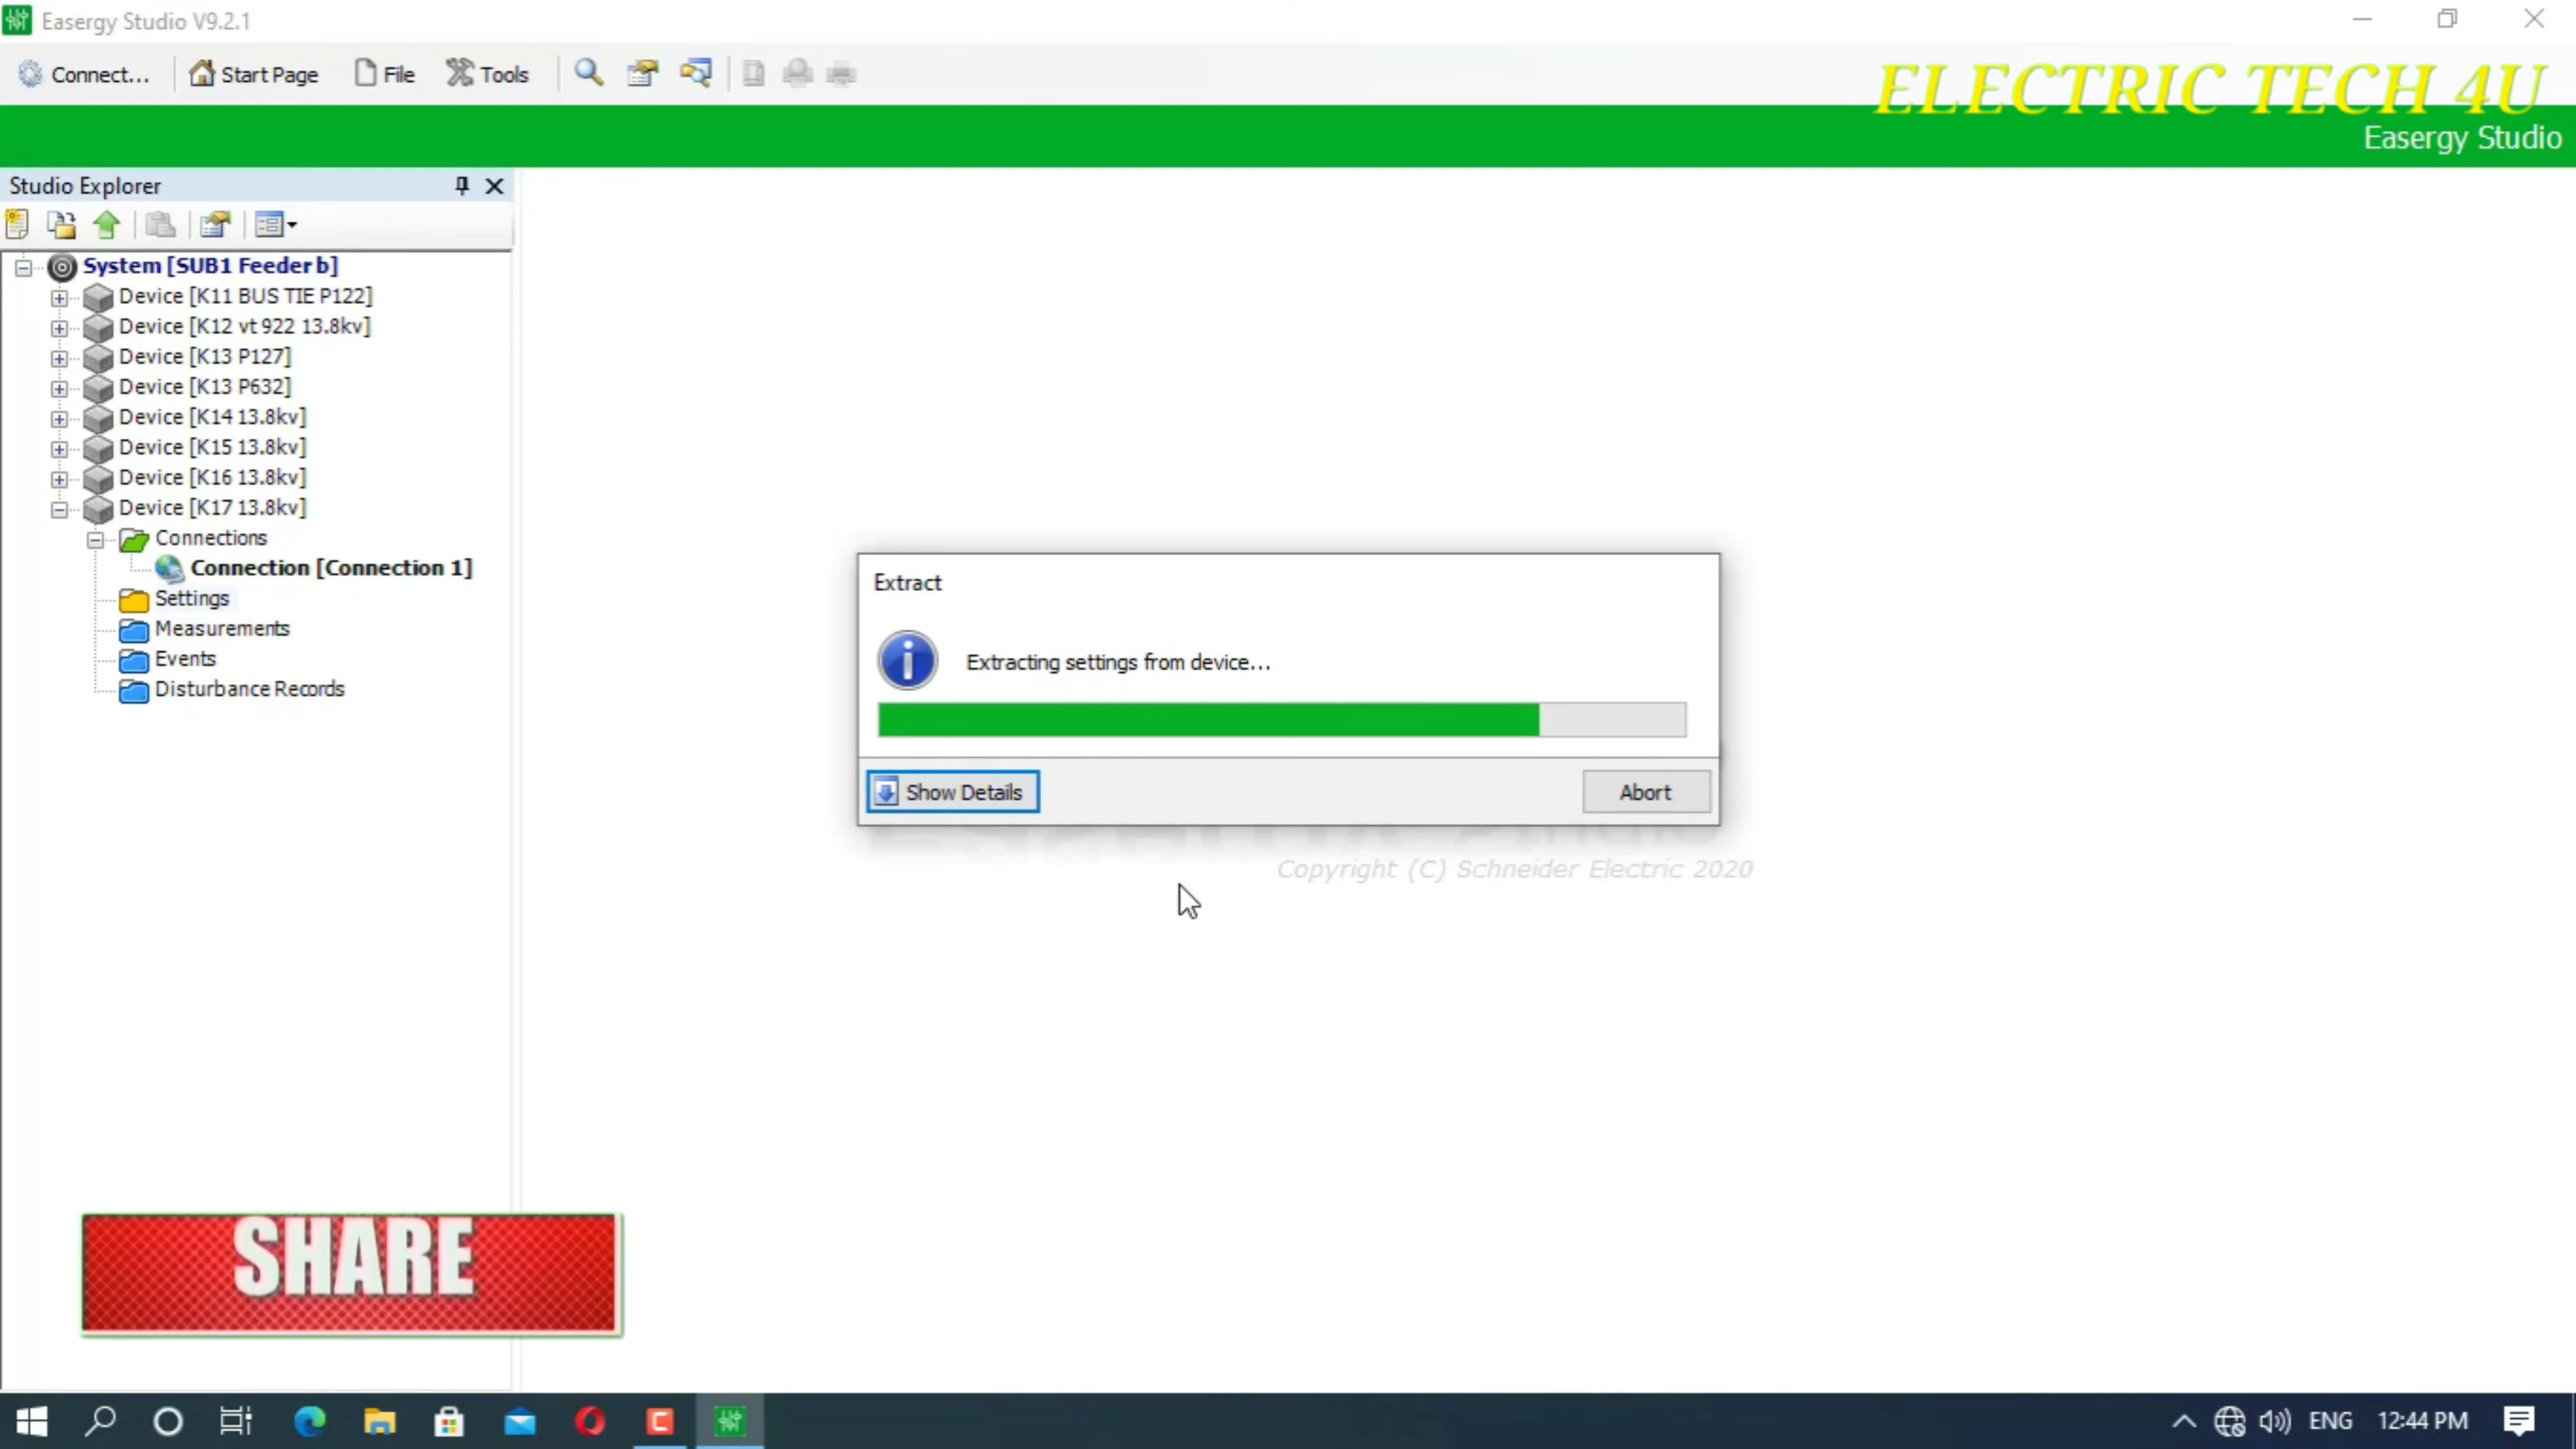 Easergy Studio V9.2.1
Connect...
Start Page
File
Tools
ELECTRIC TECH 4U
Easergy Studio
Studio Explorer
System [SUB1 Feeder b]
Device [K11 BUS TIE P122]
Device [K12 vt 922 13.8kv]
Device [K13 P127]
Device [K13 P632]
Device [K14 13.8kv]
Device [K15 13.8kv]
Device [K16 13.8kv]
Device [K17 13.8kv]
Connections
Connection [Connection 1]
Settings
Measurements
Events
Disturbance Records
Extract
Extracting settings from device...
Show Details
Abort
Copyright (C) Schneider Electric 2020
SHARE
ENG
12:44 PM